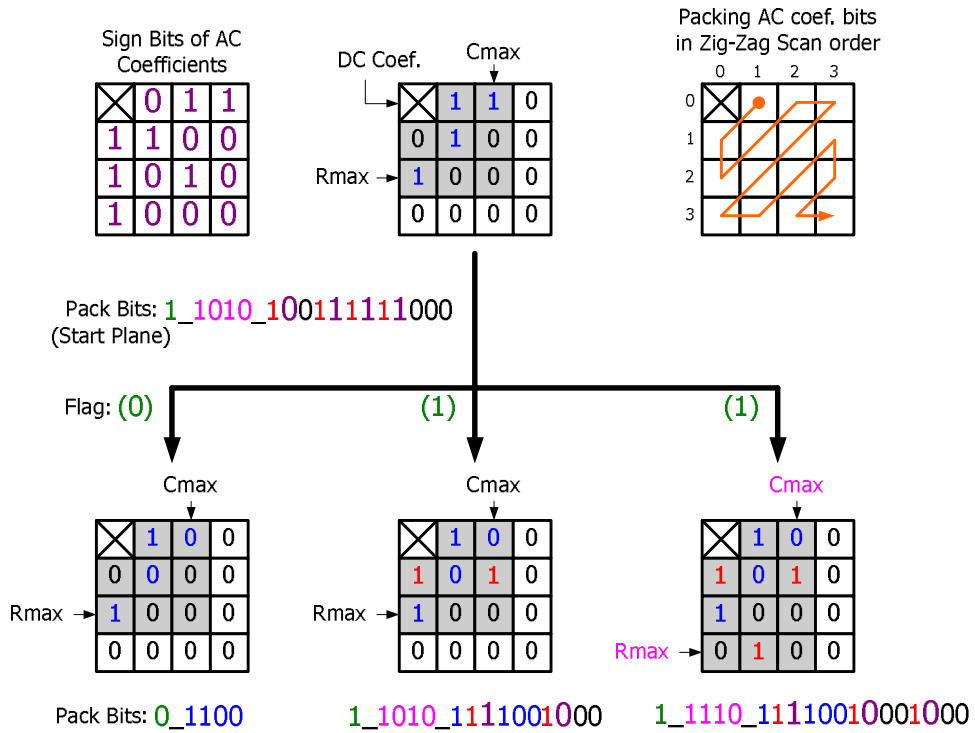 Sign Bits of AC
Coefficients
0 1 1
1 1 0 0
1 0 1 0
1 0 0 0
DC Coef.
Cmax
1 1 0
0 1 0 0
Rmax
1 0 0 0
0 0 0 0
Packing AC coef. bits
in Zig-Zag Scan order
0 1 2 3
0
1
2
3
Pack Bits: 1_1010_100111111000
(Start Plane)
Flag: (0) (1) (1)
Cmax
1 0 0
0 0 0 0
Rmax
1 0 0 0
0 0 0 0
Pack Bits: 0_1100
Cmax
1 0 0
1 0 1 0
Rmax
1 0 0 0
0 0 0 0
1_1010_1111001000
Cmax
1 0 0
1 0 1 0
1 0 0 0
Rmax
0 1 0 0
1_1110_11110010001000